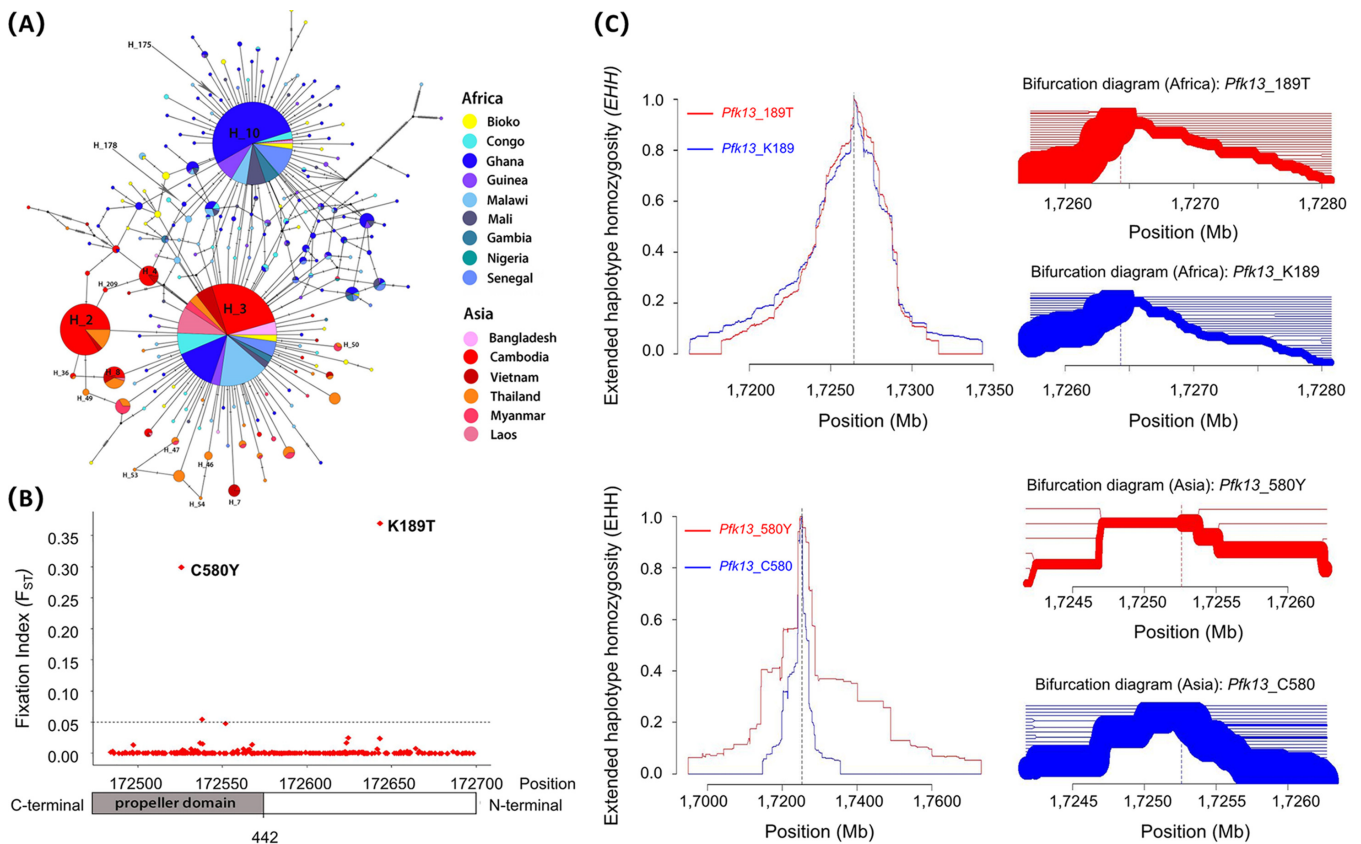 (A)
H_175
H_10
H_178
H_4
H_209
H_3
H_2
H_50
H_36
H_8
H_49
H_47
H_46
H_53
H_54
H_7
Africa
Bioko
Congo
Ghana
Guinea
Malawi
Mali
Gambia
Nigeria
Senegal
Asia
Bangladesh
Cambodia
Vietnam
Thailand
Myanmar
Laos
(B)
Fixation Index (FST)
0.35
0.30
0.25
0.20
0.15
0.10
0.05
0.00
K189T
C580Y
172500 172550 172600 172650 172700 Position
C-terminal propeller domain N-terminal
442
(C)
Extended haplotype homozygosity (EHH)
1.0
0.8
0.6
0.4
0.2
0.0
Pfk13_189T
Pfk13_K189
1,7200 1,7250 1,7300 1,7350
Position (Mb)
Bifurcation diagram (Africa): Pfk13_189T
1,7260 1,7270 1,7280
Position (Mb)
Bifurcation diagram (Africa): Pfk13_K189
1,7260 1,7270 1,7280
Position (Mb)
Extended haplotype homozygosity (EHH)
1.0
0.8
0.6
0.4
0.2
0.0
Pfk13_580Y
Pfk13_C580
1,7000 1,7200 1,7400 1,7600
Position (Mb)
Bifurcation diagram (Asia): Pfk13_580Y
1,7245 1,7250 1,7255 1,7260
Position (Mb)
Bifurcation diagram (Asia): Pfk13_C580
1,7245 1,7250 1,7255 1,7260
Position (Mb)